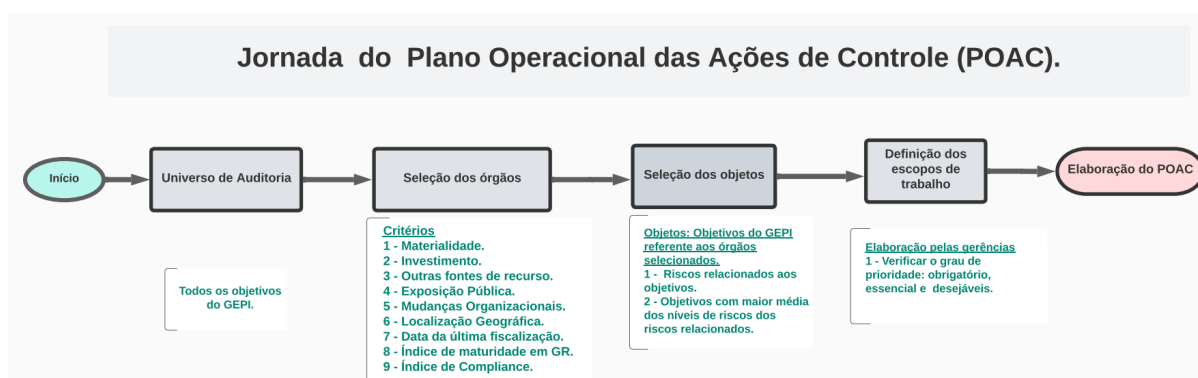 Jornada do Plano Operacional das Ações de Controle (POAC).
Início
Universo de Auditoria
Seleção dos órgãos
Seleção dos objetos
Definição dos
escopos de
trabalho
Elaboração do POAC
Todos os objetivos
do GEPI.
Critérios
1 - Materialidade.
2 - Investimento.
3 - Outras fontes de recurso.
4 - Exposição Pública.
5 - Mudanças Organizacionais.
6 - Localização Geográfica.
7 - Data da última fiscalização.
8 - Índice de maturidade em GR.
9 - Índice de Compliance.
Objetos: Objetivos do GEPI
referente aos órgãos
selecionados.
1 - Riscos relacionados aos
objetivos.
2 - Objetivos com maior média
dos níveis de riscos dos
riscos relacionados.
Elaboração pelas gerências
1 - Verificar o grau de
prioridade: obrigatório,
essencial e desejáveis.